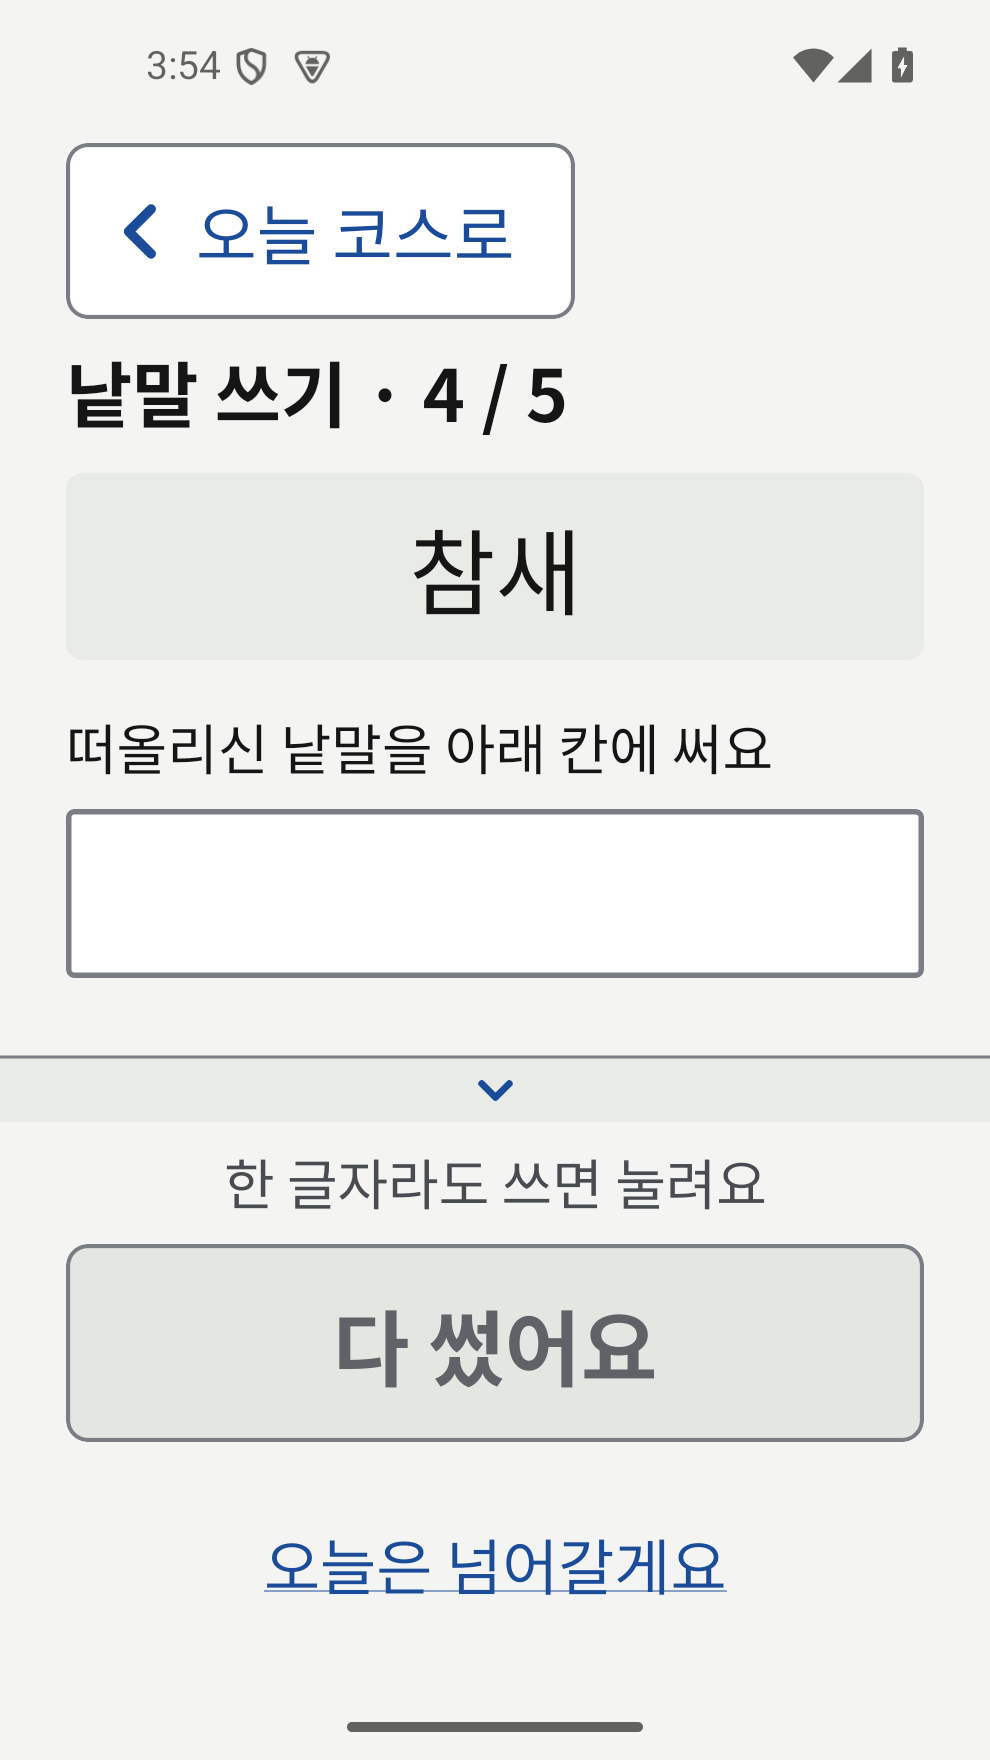 3:54
오늘 코스로
낱말 쓰기 · 4 / 5
참새
떠올리신 낱말을 아래 칸에 써요
한 글자라도 쓰면 눌려요
다 썼어요
오늘은 넘어갈게요